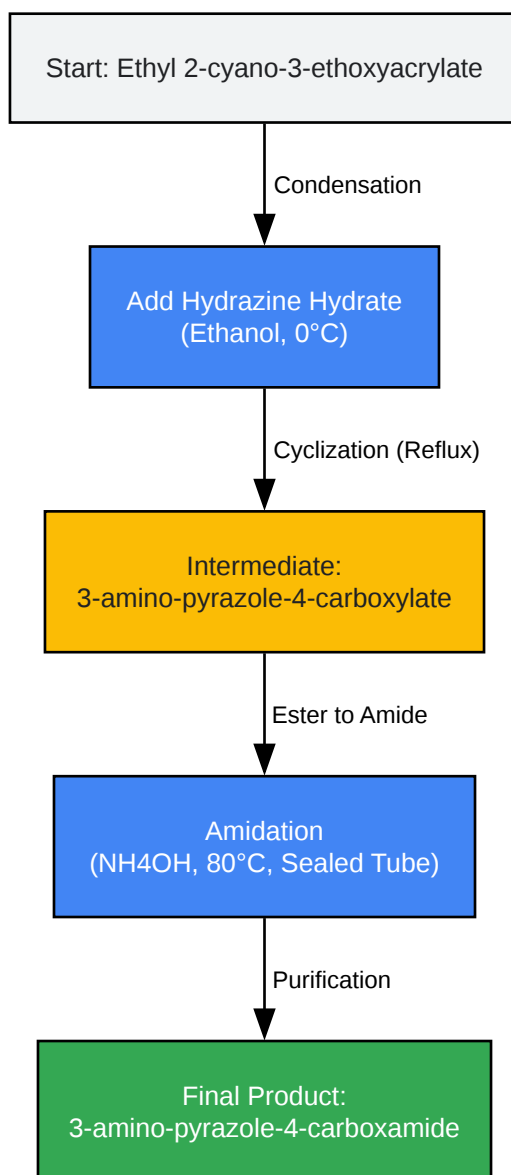 Start: Ethyl 2-cyano-3-ethoxyacrylate
Condensation
Add Hydrazine Hydrate
(Ethanol, 0°C)
Cyclization (Reflux)
Intermediate:
3-amino-pyrazole-4-carboxylate
Ester to Amide
Amidation
(NH4OH, 80°C, Sealed Tube)
Purification
Final Product:
3-amino-pyrazole-4-carboxamide